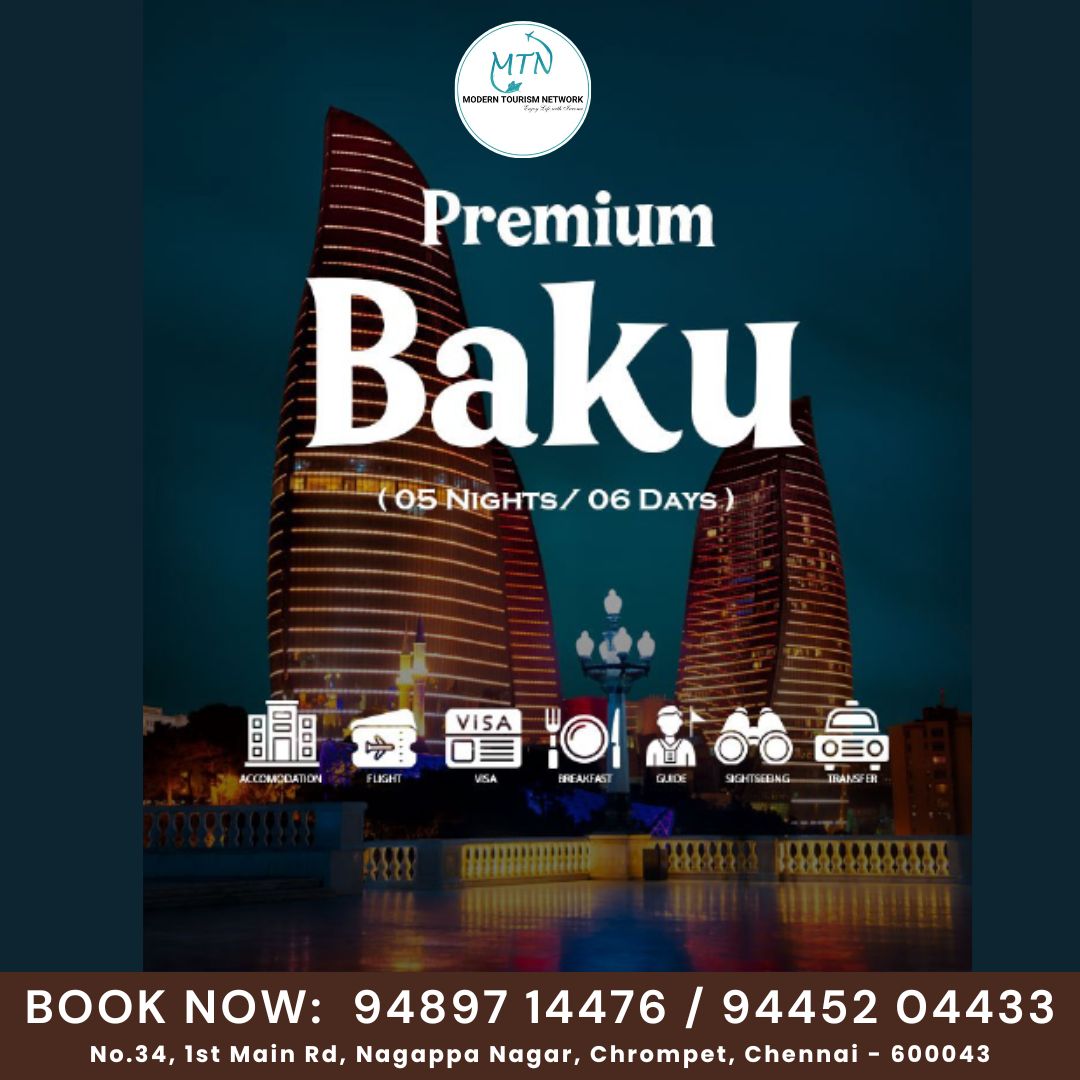 MTN
MODERN TOURISM NETWORK
Premium
Baku
( 05 NIGHTS/ 06 DAYS )
VISA
ACCOMODATION FLIGHT VISA BREAKFAST GUIDE SIGHTSEEING TRANSFER
BOOK NOW: 94897 14476 / 94452 04433
No.34, 1st Main Rd, Nagappa Nagar, Chrompet, Chennai - 600043